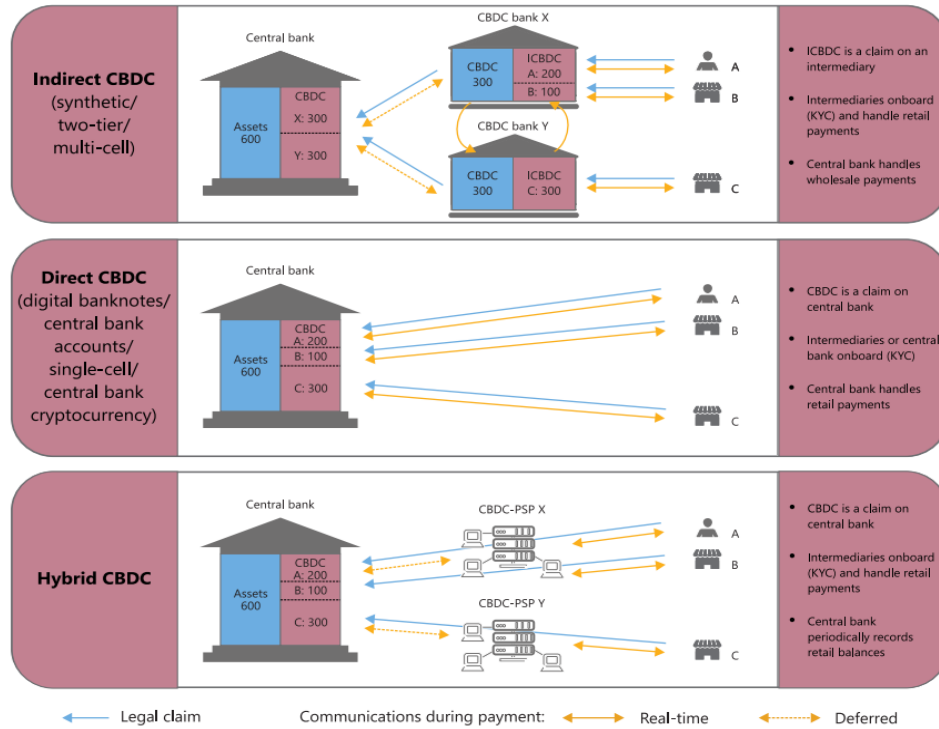 Indirect CBDC
(synthetic/
two-tier/
multi-cell)
Central bank
Assets
600
CBDC
X: 300
Y: 300
CBDC bank X
CBDC
300
ICBDC
A: 200
B: 100
CBDC bank Y
CBDC
300
ICBDC
C: 300
A
B
C
• ICBDC is a claim on an
intermediary
• Intermediaries onboard
(KYC) and handle retail
payments
• Central bank handles
wholesale payments
Direct CBDC
(digital banknotes/
central bank
accounts/
single-cell/
central bank
cryptocurrency)
Central bank
Assets
600
CBDC
A: 200
B: 100
C: 300
A
B
C
• CBDC is a claim on
central bank
• Intermediaries or central
bank onboard (KYC)
• Central bank handles
retail payments
Hybrid CBDC
Central bank
Assets
600
CBDC
A: 200
B: 100
C: 300
CBDC-PSP X
CBDC-PSP Y
A
B
C
• CBDC is a claim on
central bank
• Intermediaries onboard
(KYC) and handle retail
payments
• Central bank
periodically records
retail balances
Legal claim
Communications during payment:
Real-time
Deferred